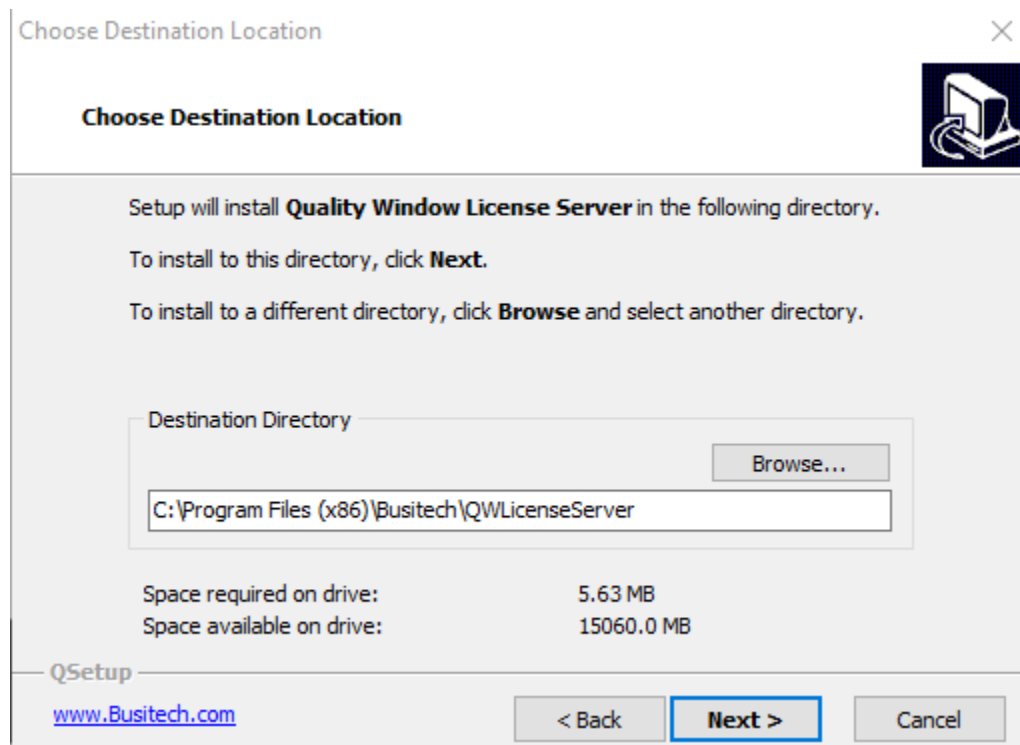 Choose Destination Location
Choose Destination Location
Setup will install Quality Window License Server in the following directory.
To install to this directory, click Next.
To install to a different directory, click Browse and select another directory.
Destination Directory
Browse...
C:\Program Files (x86)\Busitech\QWLicenseServer
Space required on drive: 5.63 MB
Space available on drive: 15060.0 MB
QSetup
www.Busitech.com < Back Next > Cancel